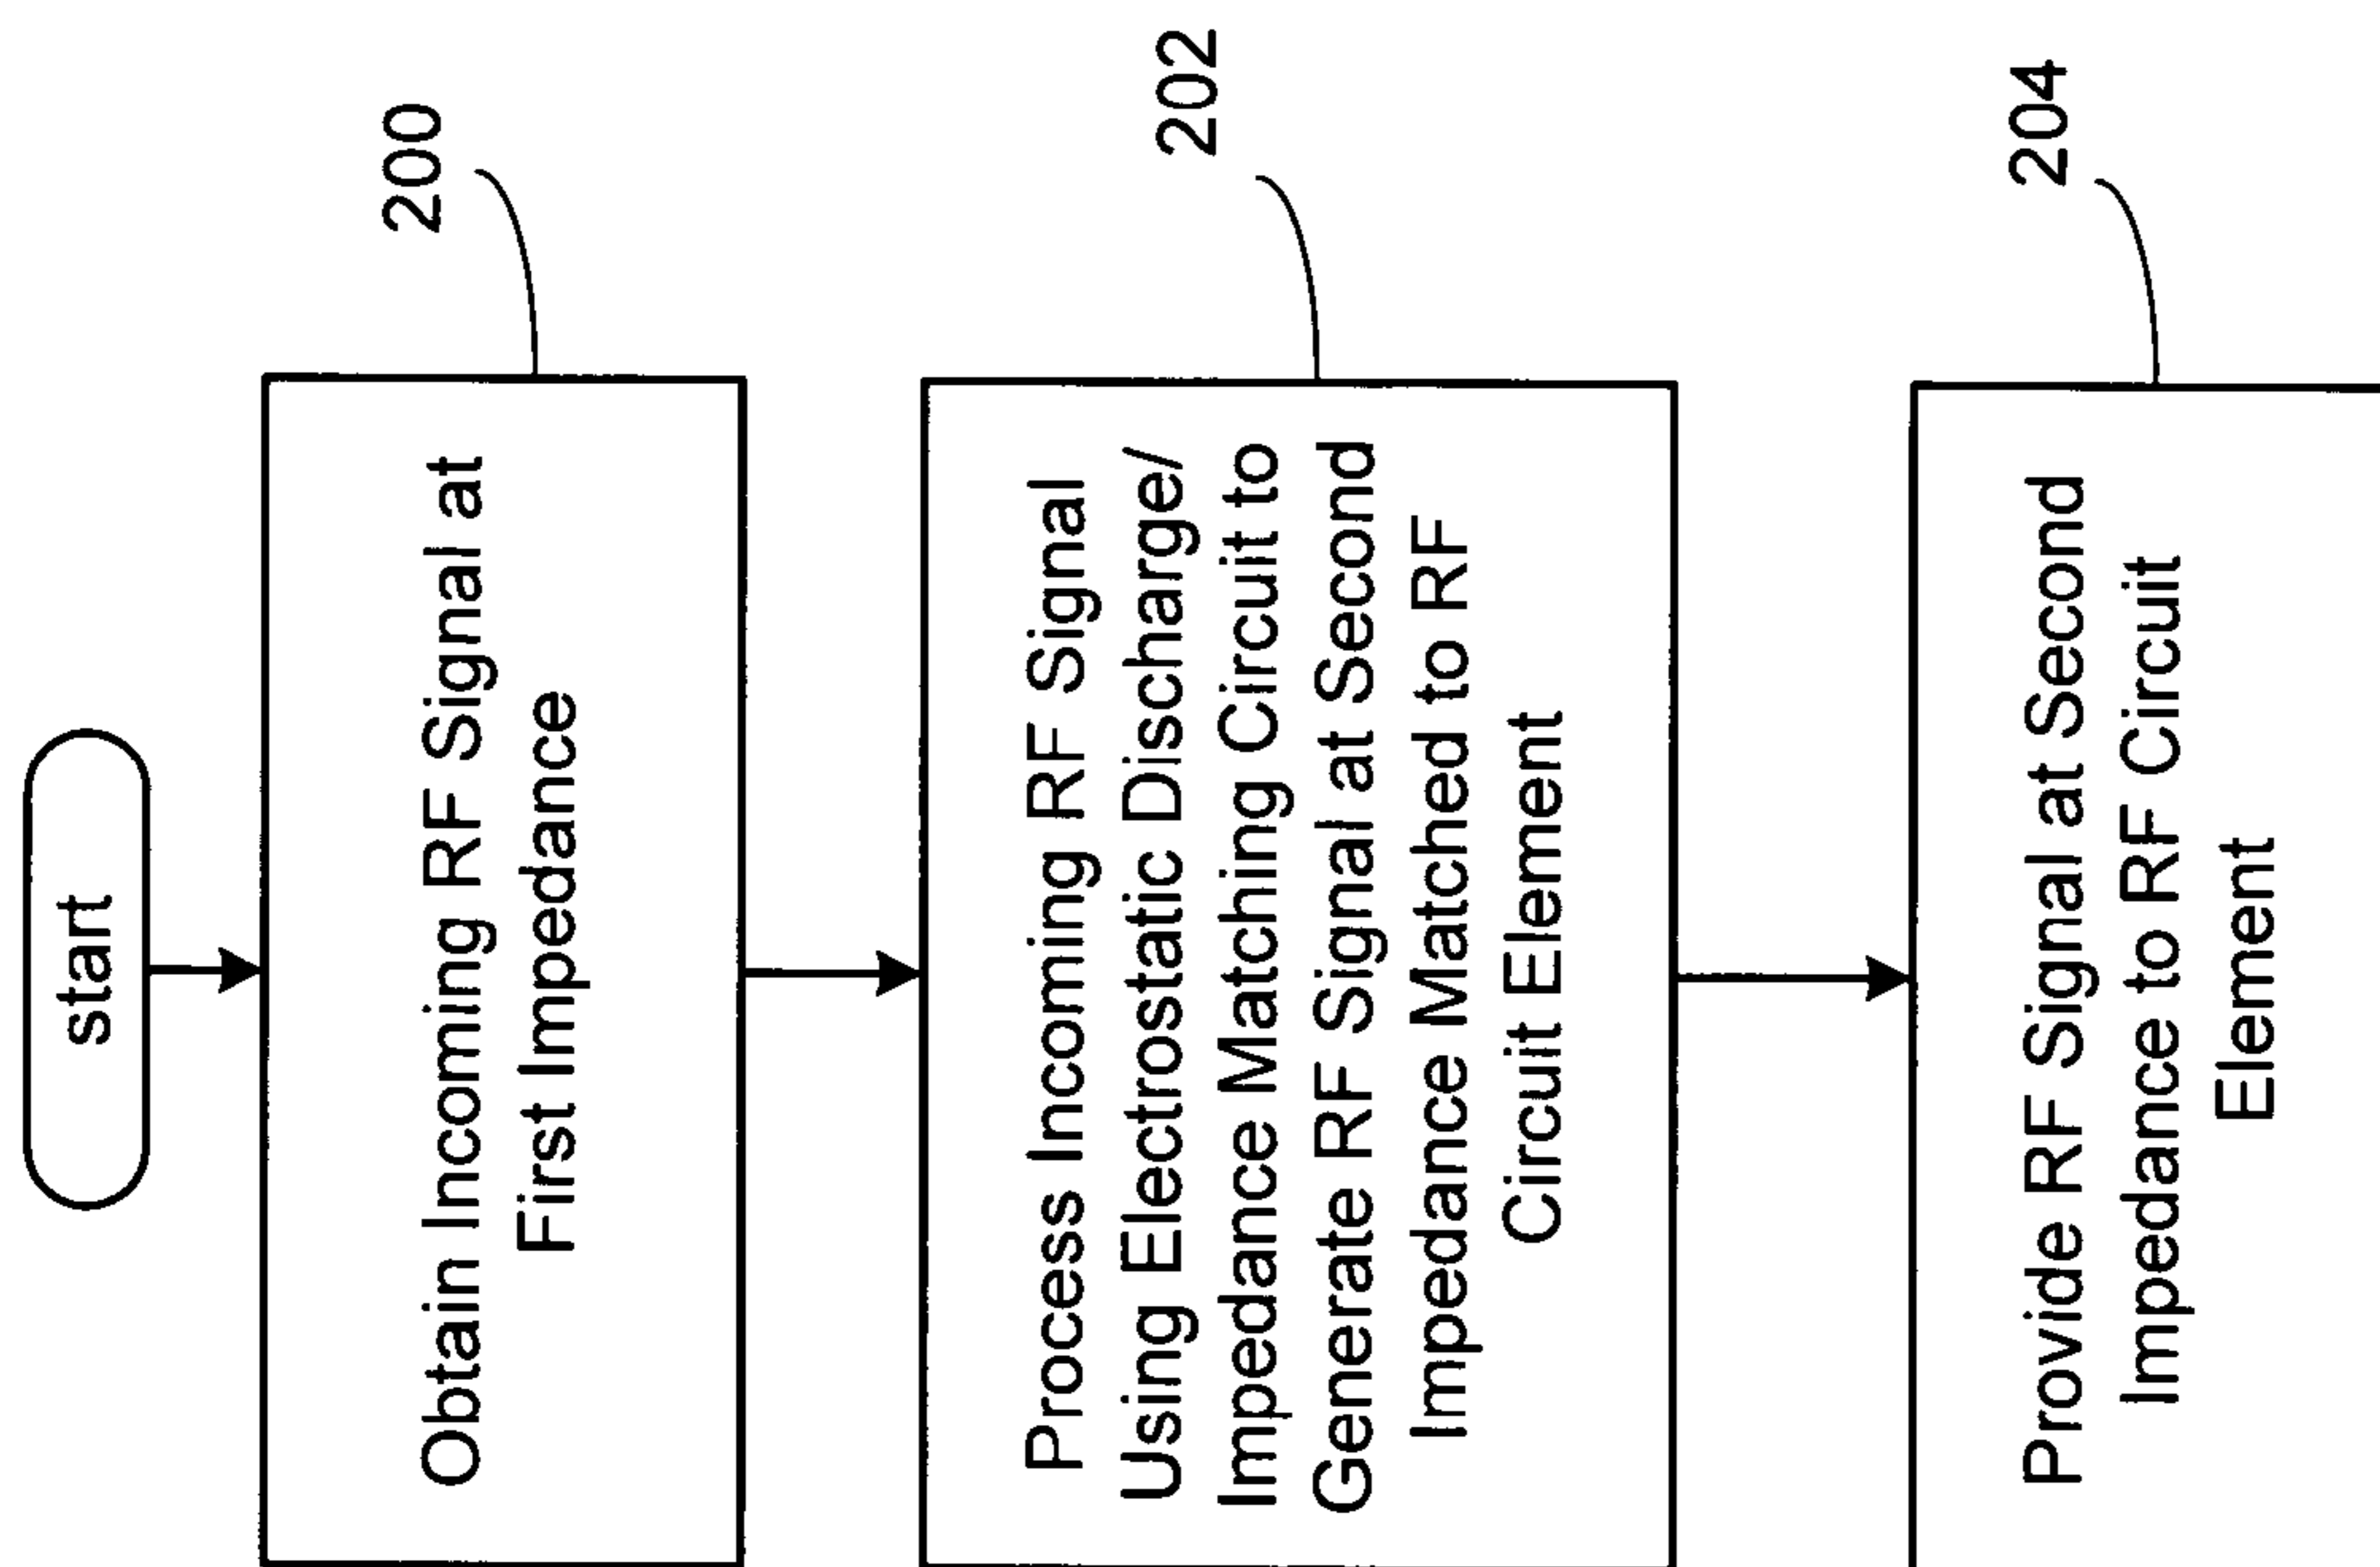 start
200
Obtain Incoming RF Signal at
First Impedance
202
Process Incoming RF Signal
Using Electrostatic Discharge/
Impedance Matching Circuit to
Generate RF Signal at Second
Impedance Matched to RF
Circuit Element
204
Provide RF Signal at Second
Impedance to RF Circuit
Element